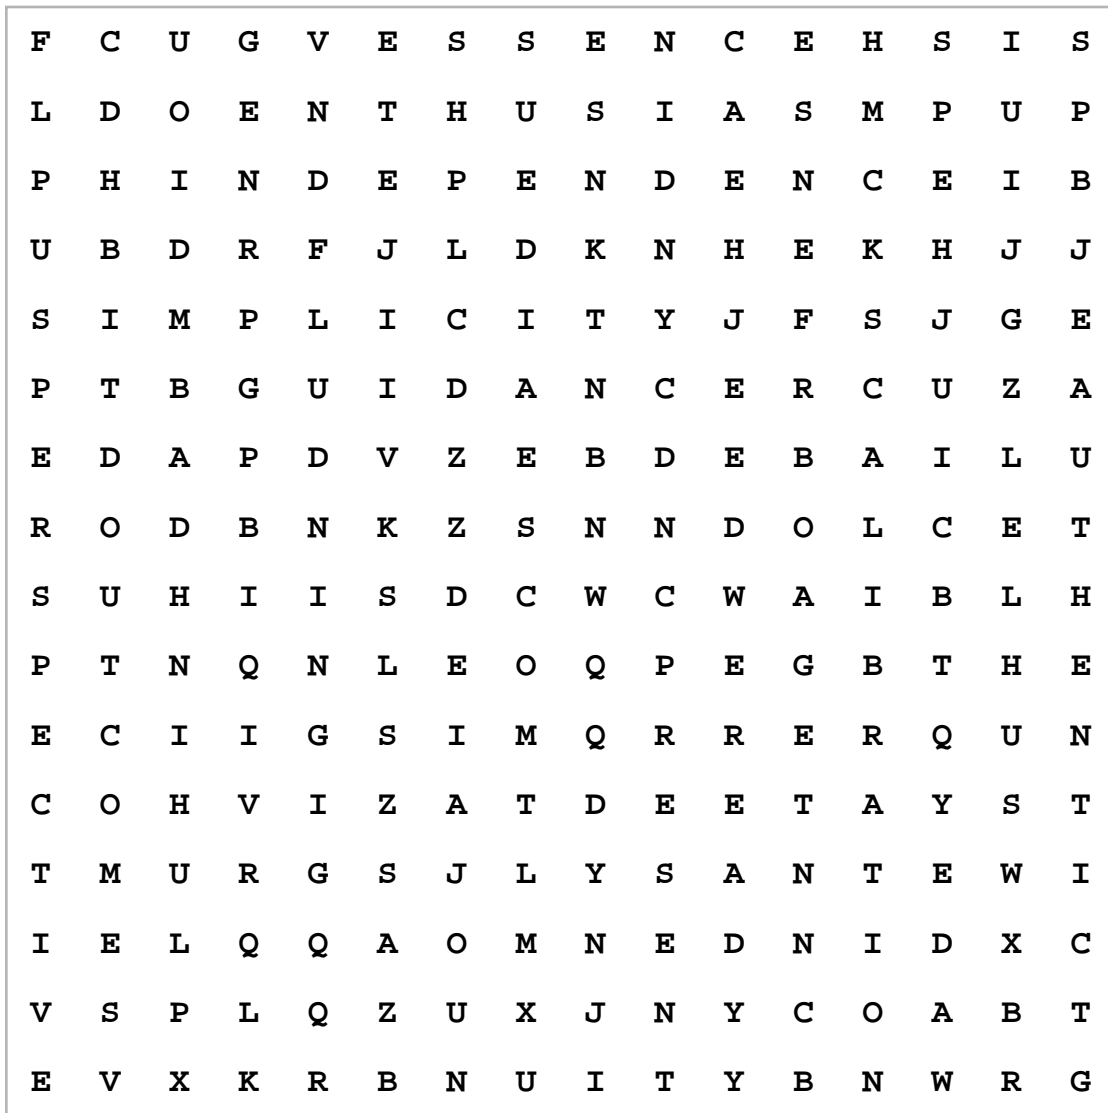 F C U G V E S S E N C E H S I S
L D O E N T H U S I A S M P U P
P H I N D E P E N D E N C E I B
U B D R F J L D K N H E K H J J
S I M P L I C I T Y J F S J G E
P T B G U I D A N C E R C U Z A
E D A P D V Z E B D E B A I L U
R O D B N K Z S N N D O L C E T
S U H I I S D C W C W A I B L H
P T N Q N L E O Q P E G B T H E
E C I I G S I M Q R R E R Q U N
C O H V I Z A T D E E T A Y S T
T M U R G S J L Y S A N T E W I
I E L Q Q A O M N E D N I D X C
V S P L Q Z U X J N Y C O A B T
E V X K R B N U I T Y B N W R G